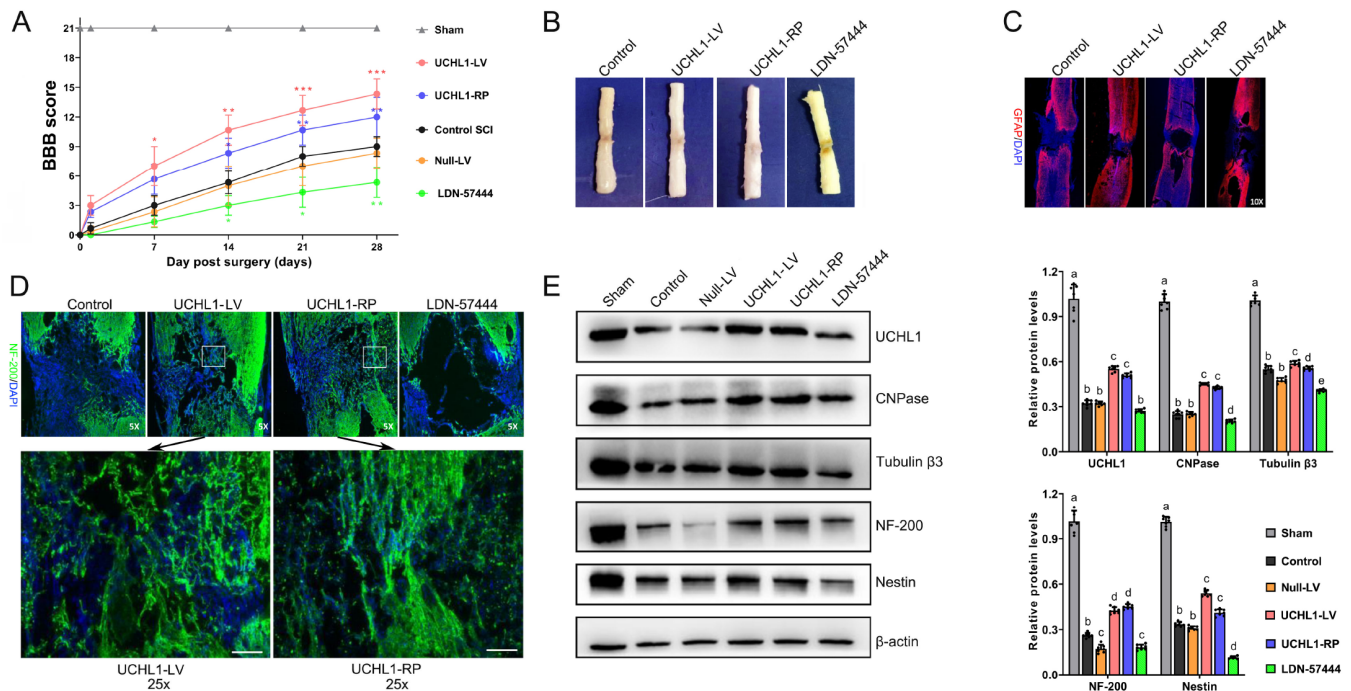 A
BBB score
21
18
15
12
9
6
3
0
0
7
14
21
28
Day post surgery (days)
*
**
***
***
*
**
**
*
*
**
Sham
UCHL1-LV
UCHL1-RP
Control SCI
Null-LV
LDN-57444
B
Control
UCHL1-LV
UCHL1-RP
LDN-57444
C
Control
UCHL1-LV
UCHL1-RP
LDN-57444
GFAP/DAPI
10X
D
Control
UCHL1-LV
UCHL1-RP
LDN-57444
NF-200/DAPI
5X
5X
5X
5X
UCHL1-LV
25x
UCHL1-RP
25x
E
Sham
Control
Null-LV
UCHL1-LV
UCHL1-RP
LDN-57444
UCHL1
CNPase
Tubulin β3
NF-200
Nestin
β-actin
Relative protein levels
1.2
0.9
0.6
0.3
0.0
a
b
b
c
c
b
a
b
b
c
c
d
a
b
b
c
d
e
UCHL1
CNPase
Tubulin β3
Relative protein levels
1.2
0.9
0.6
0.3
0.0
a
b
c
d
d
c
a
b
b
c
c
d
NF-200
Nestin
Sham
Control
Null-LV
UCHL1-LV
UCHL1-RP
LDN-57444